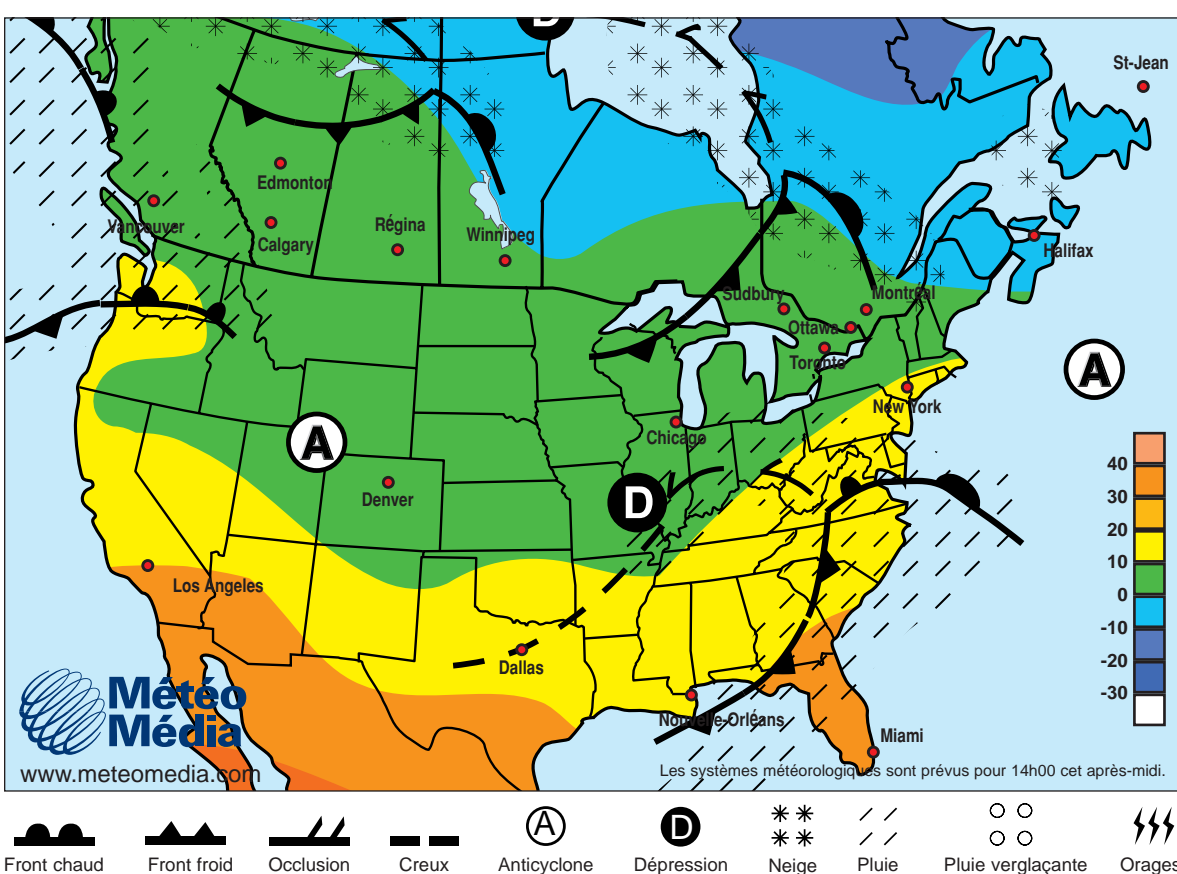 D
St-Jean
Edmonton
Vancouver
Calgary
Régina
Winnipeg
Halifax
Sudbury
Montréal
Ottawa
Toronto
A
New York
Chicago
A
Denver
D
40
30
20
10
0
-10
-20
-30
Los Angeles
Dallas
Météo
Média
www.meteomedia.com
Nouvelle-Orléans
Miami
Les systèmes météorologiques sont prévus pour 14h00 cet après-midi.
A
D
Front chaud Front froid Occlusion Creux Anticyclone Dépression Neige Pluie Pluie verglaçante Orages